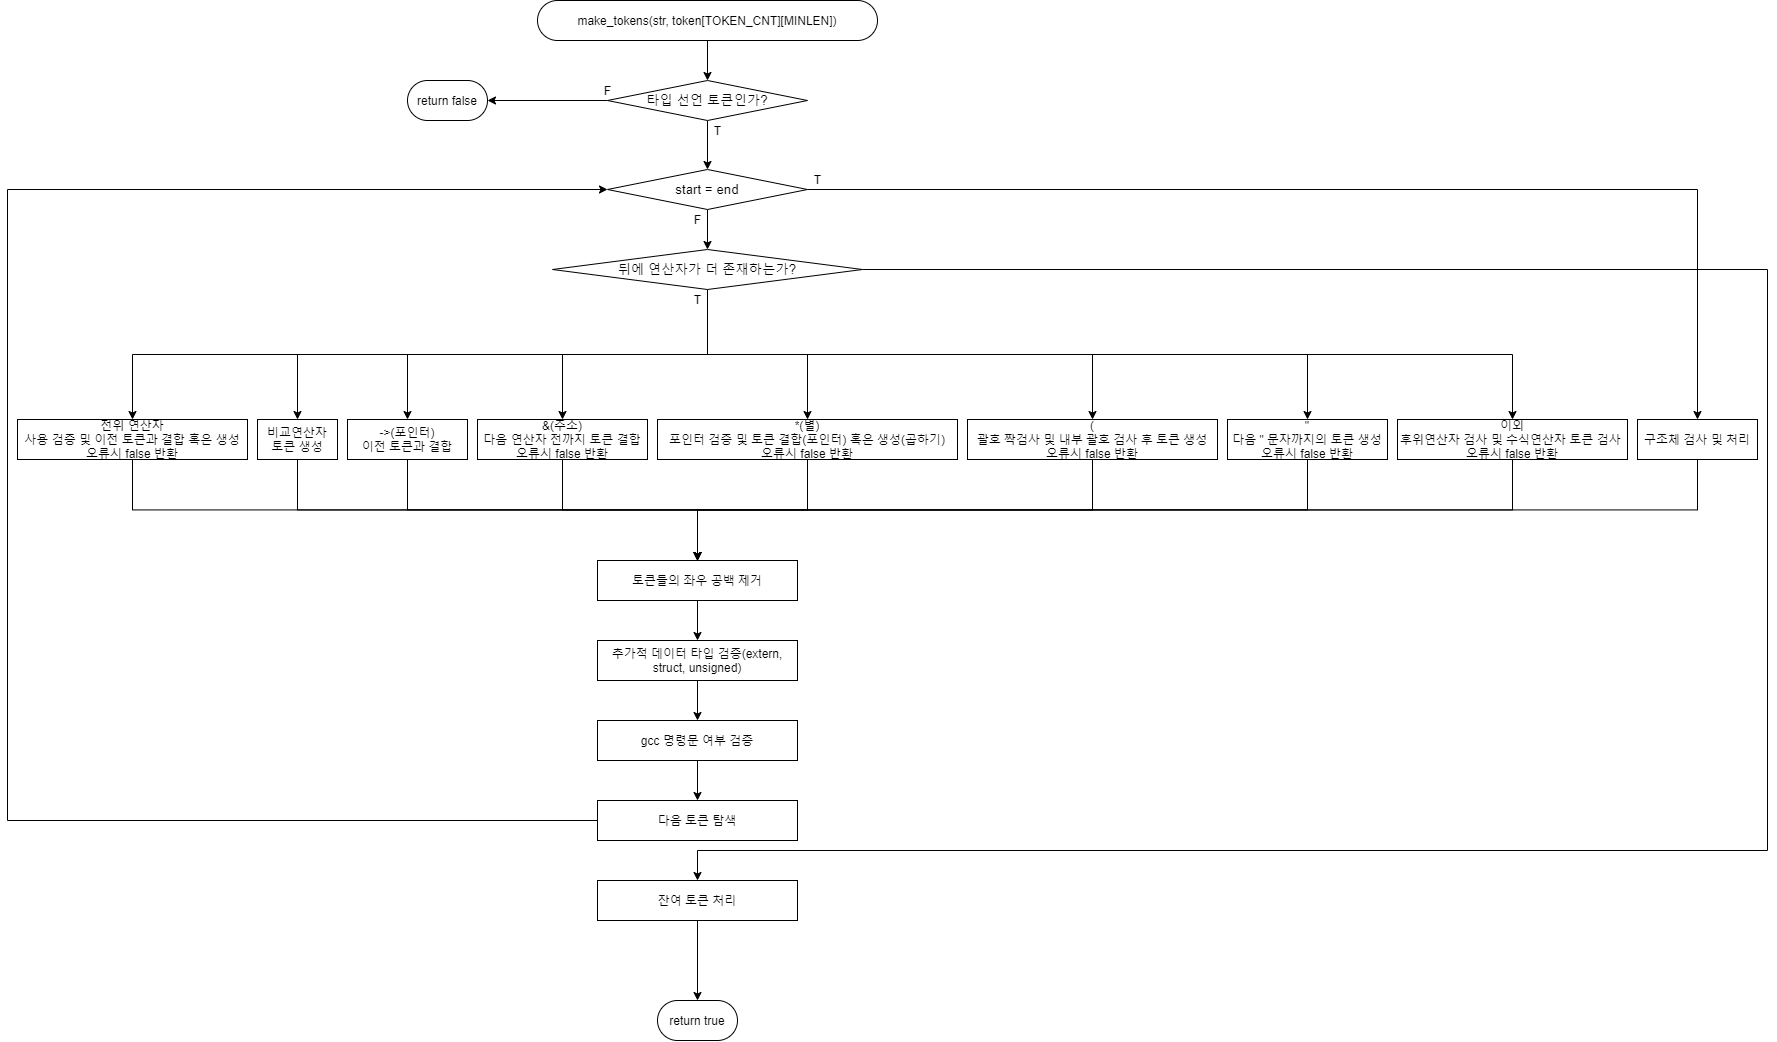 make_tokens(str, token[TOKEN_CNT][MINLEN])
F
return false
타입 선언 토큰인가?
T
start = end
T
F
뒤에 연산자가 더 존재하는가?
T
전위 연산자
사용 검증 및 이전 토큰과 결합 혹은 생성
오류시 false 반환
비교연산자
토큰 생성
->(포인터)
이전 토큰과 결합
&(주소)
다음 연산자 전까지 토큰 결합
오류시 false 반환
*(별)
포인터 검증 및 토큰 결합(포인터) 혹은 생성(곱하기)
오류시 false 반환
(
괄호 짝검사 및 내부 괄호 검사 후 토큰 생성
오류시 false 반환
"
다음 " 문자까지의 토큰 생성
오류시 false 반환
이외
후위연산자 검사 및 수식연산자 토큰 검사
오류시 false 반환
구조체 검사 및 처리
토큰들의 좌우 공백 제거
추가적 데이터 타입 검증(extern,
struct, unsigned)
gcc 명령문 여부 검증
다음 토큰 탐색
잔여 토큰 처리
return true